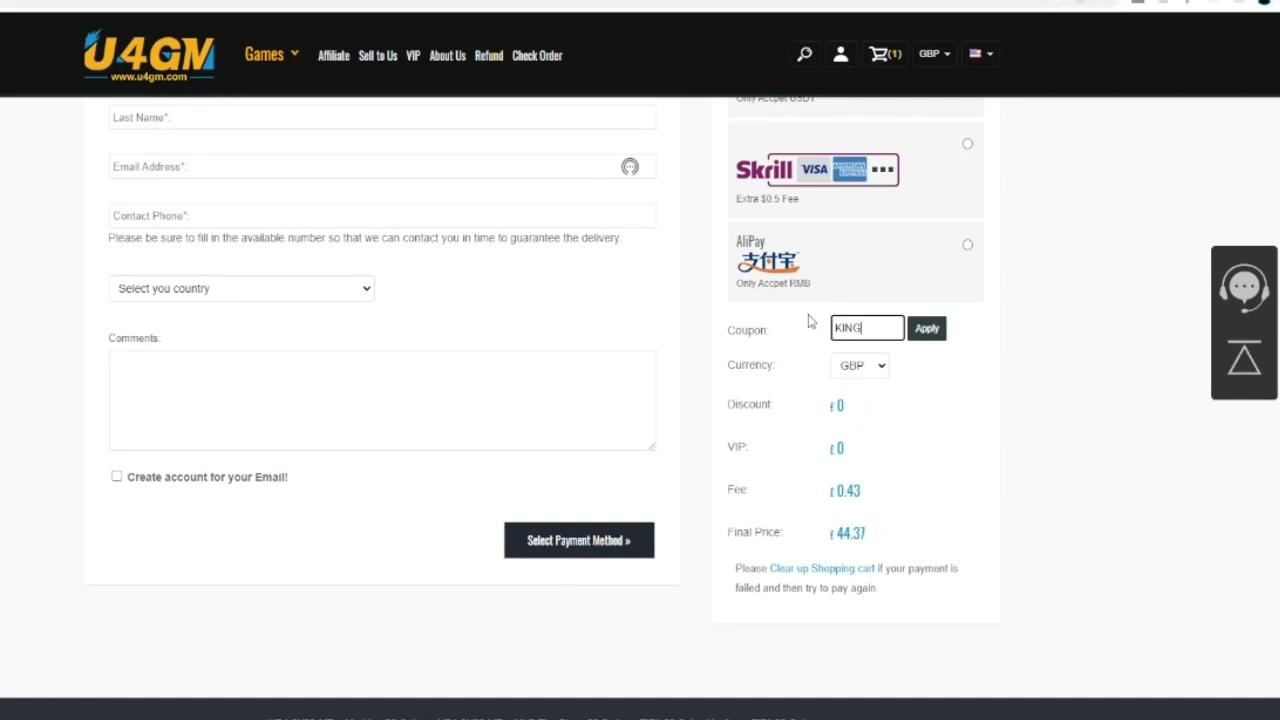 U4GM
www.u4gm.com
Games
Affiliate Sell to Us VIP About Us Refund Check Order
(1)
GBP
Last Name*:
Email Address*:
Contact Phone*:
Please be sure to fill in the available number so that we can contact you in time to guarantee the delivery.
Select you country
Comments:
Create account for your Email!
Select Payment Method »
Only Accpet USDT
Skrill VISA AMERICAN EXPRESS
Extra $0.5 Fee
AliPay
支付宝
Only Accpet RMB
Coupon: KING Apply
Currency: GBP
Discount: £ 0
VIP: £ 0
Fee: £ 0.43
Final Price: £ 44.37
Please Clear up Shopping cart if your payment is
failed and then try to pay again.